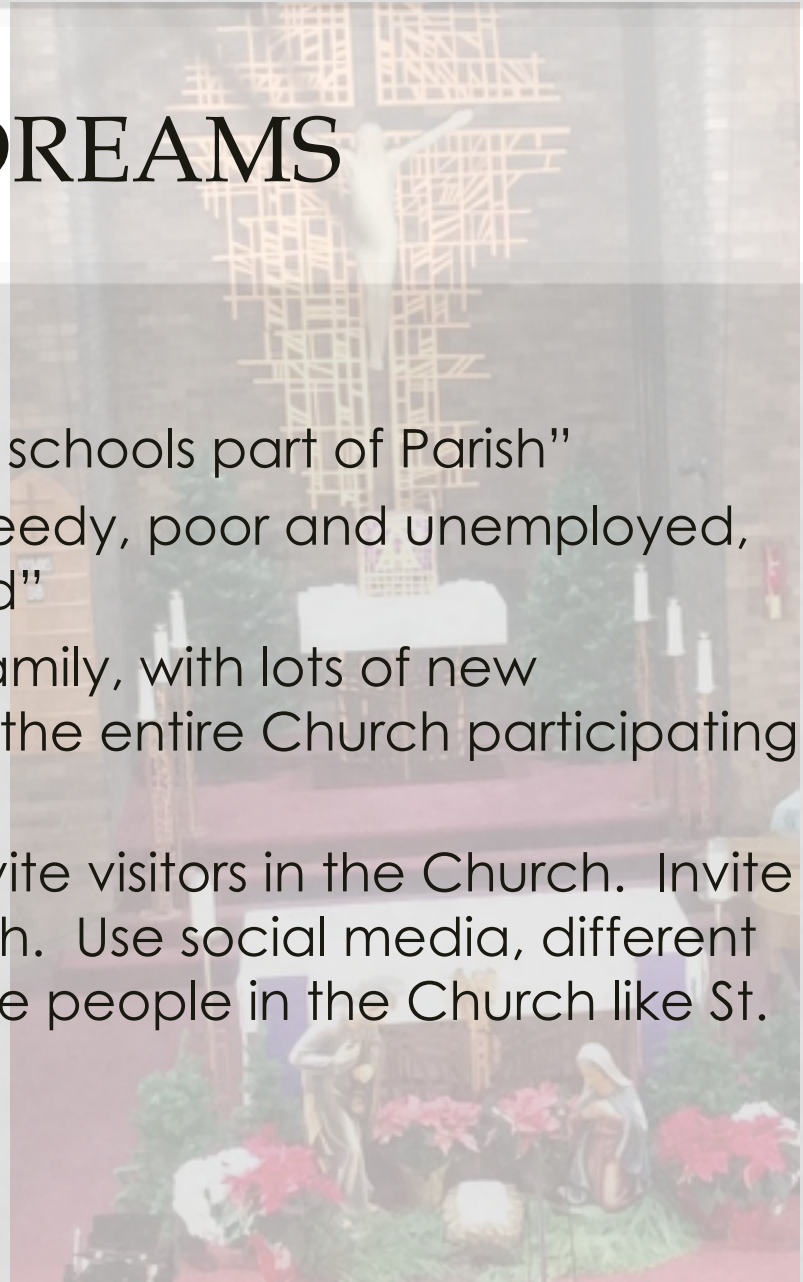 DREAMS
schools part of Parish”
eedy, poor and unemployed,
d”
amily, with lots of new
the entire Church participating
vite visitors in the Church.  Invite
h.  Use social media, different
e people in the Church like St.